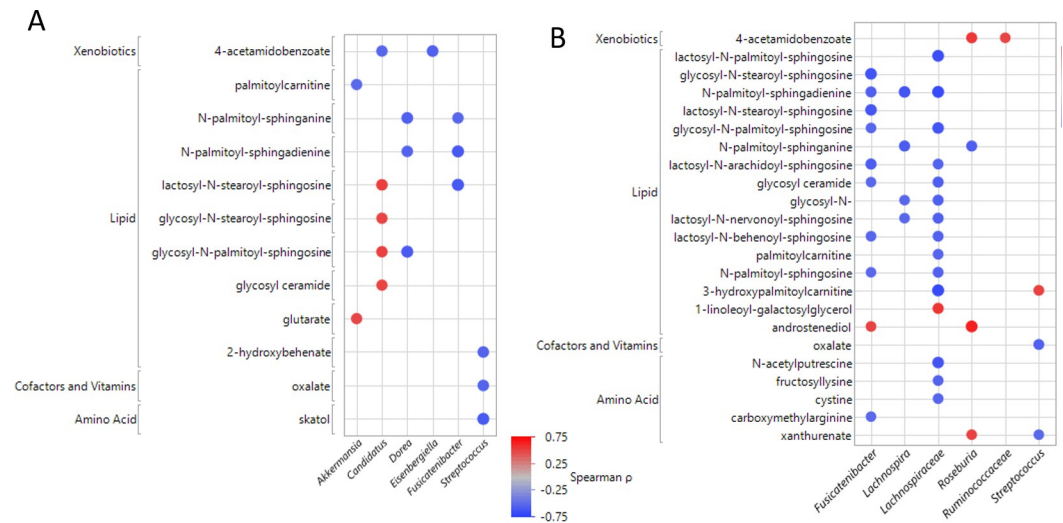 A
Xenobiotics
4-acetamidobenzoate
palmitoylcarnitine
N-palmitoyl-sphinganine
N-palmitoyl-sphingadienine
lactosyl-N-stearoyl-sphingosine
Lipid
glycosyl-N-stearoyl-sphingosine
glycosyl-N-palmitoyl-sphingosine
glycosyl ceramide
glutarate
2-hydroxybehenate
Cofactors and Vitamins
oxalate
Amino Acid
skatol
Akkermansia
Candidatus
Dorea
Eisenbergiella
Fusicatenibacter
Streptococcus
0.75
0.25
-0.25
-0.75
Spearman ρ
B
Xenobiotics
4-acetamidobenzoate
lactosyl-N-palmitoyl-sphingosine
glycosyl-N-stearoyl-sphingosine
N-palmitoyl-sphingadienine
lactosyl-N-stearoyl-sphingosine
glycosyl-N-palmitoyl-sphingosine
N-palmitoyl-sphinganine
lactosyl-N-arachidoyl-sphingosine
Lipid
glycosyl ceramide
glycosyl-N-
lactosyl-N-nervonoyl-sphingosine
lactosyl-N-behenoyl-sphingosine
palmitoylcarnitine
N-palmitoyl-sphingosine
3-hydroxypalmitoylcarnitine
1-linoleoyl-galactosylglycerol
androstenediol
Cofactors and Vitamins
oxalate
N-acetylputrescine
fructosyllysine
Amino Acid
cystine
carboxymethylarginine
xanthurenate
Fusicatenibacter
Lachnospira
Lachnospiraceae
Roseburia
Ruminococcaceae
Streptococcus